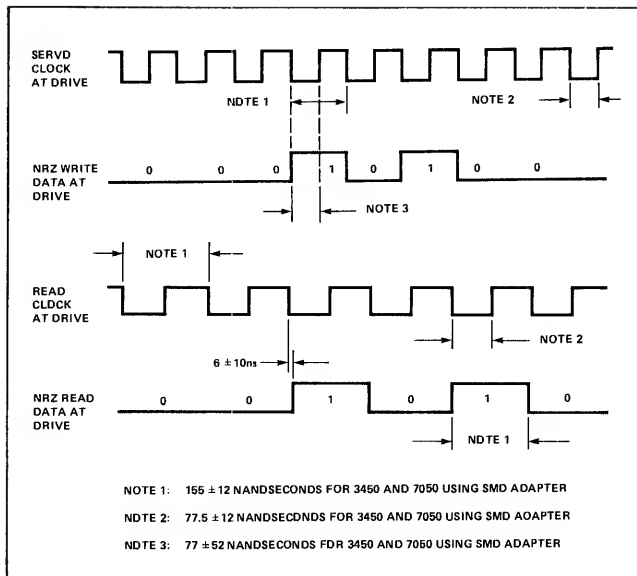 SERVD
CLOCK
AT DRIVE
NDTE 1
NOTE 2
NRZ WRITE
DATA AT
DRIVE
0 0 0 1 0 1 0 0
NOTE 3
NOTE 1
READ
CLDCK
AT DRIVE
NOTE 2
6 ± 10ns
NRZ READ
DATA AT
DRIVE
0 0 1 0 1 0
NDTE 1
NOTE 1: 155 ± 12 NANDSECONDS FOR 3450 AND 7050 USING SMD ADAPTER
NDTE 2: 77.5 ± 12 NANDSECDNDS FOR 3450 AND 7050 USING SMD AOAPTER
NDTE 3: 77 ± 52 NANDSECONDS FDR 3450 AND 7060 USING SMD ADAPTER